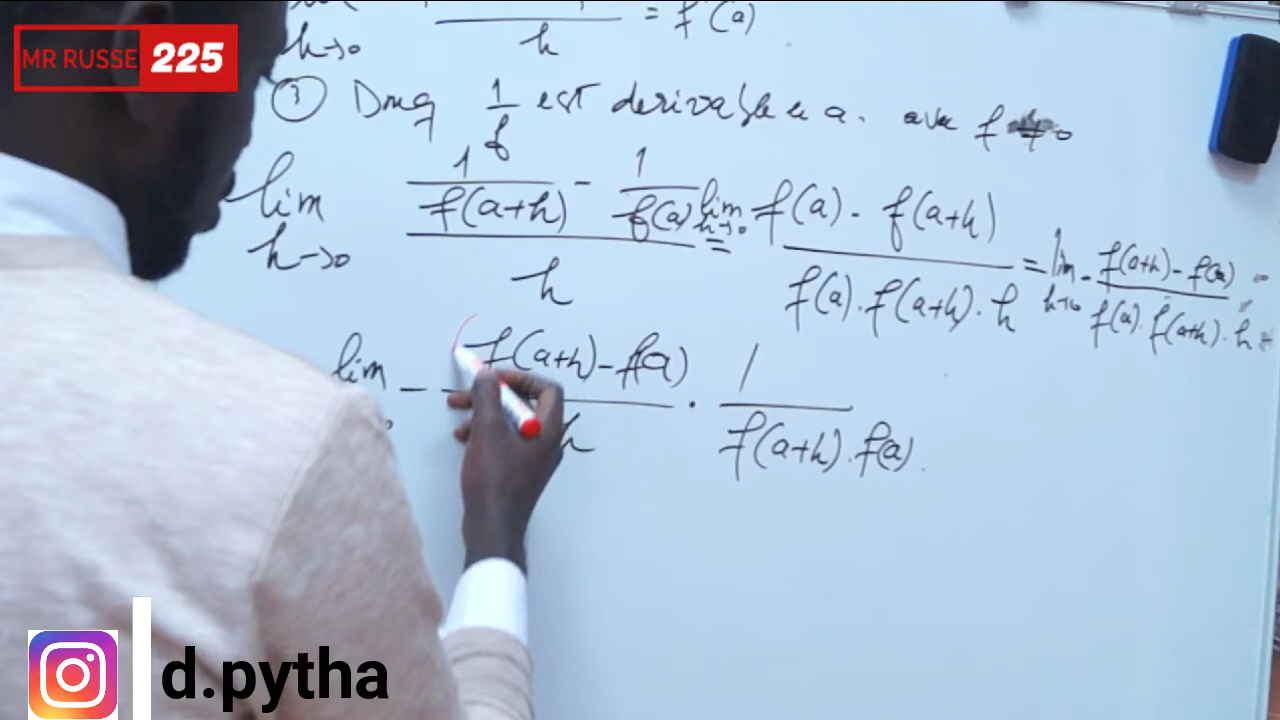 MR RUSSE 225
h→0 h = f'(a)
③ Dmq 1/f est derivable en a. avec f ≠ 0
lim h→0 (1/f(a+h) - 1/f(a))/h = lim h→0 (f(a) - f(a+h))/(f(a).f(a+h).h) = lim h→0 - (f(a+h) - f(a))/(f(a).f(a+h).h)
lim - (f(a+h) - f(a))/h . 1/(f(a+h).f(a))
d.pytha